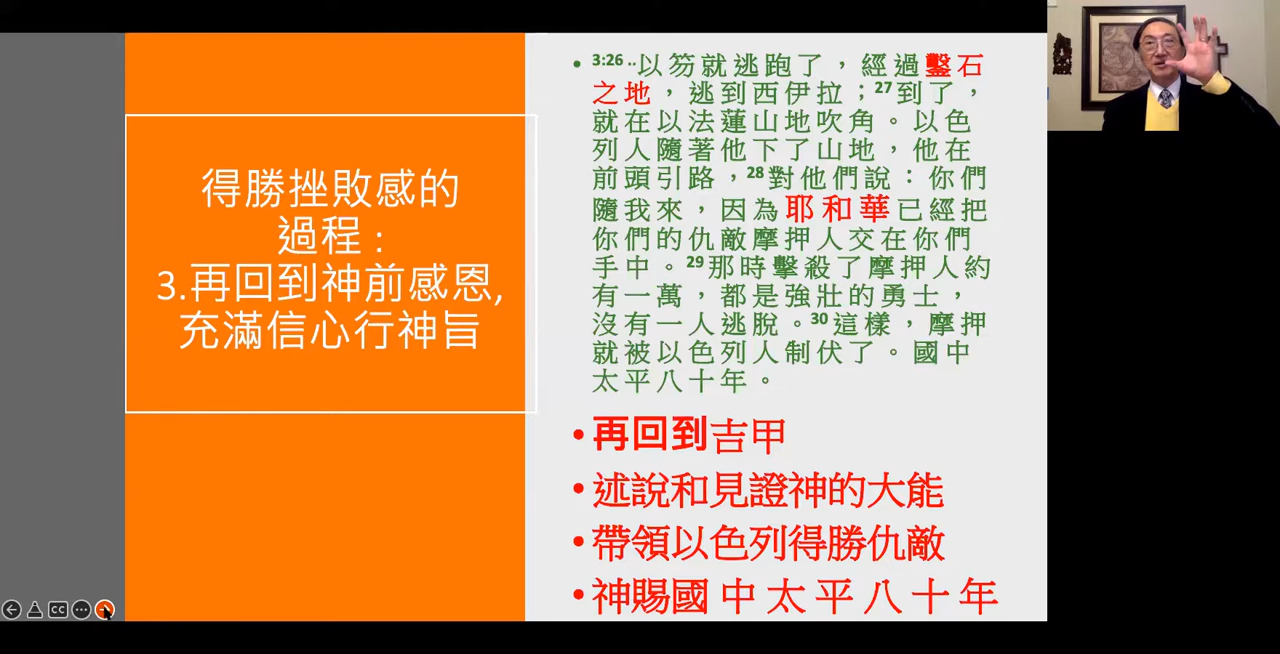 得勝挫敗感的
過程 :
3.再回到神前感恩,
充滿信心行神旨
• 3:26 ..以笏就逃跑了，經過鑿石
之地，逃到西伊拉；27到了，
就在以法蓮山地吹角。以色
列人隨著他下了山地，他在
前頭引路，28對他們說：你們
隨我來，因為耶和華已經把
你們的仇敵摩押人交在你們
手中。29那時擊殺了摩押人約
有一萬，都是強壯的勇士，
沒有一人逃脫。30這樣，摩押
就被以色列人制伏了。國中
太平八十年。
• 再回到吉甲
• 述說和見證神的大能
• 帶領以色列得勝仇敵
• 神賜國中太平八十年
CC